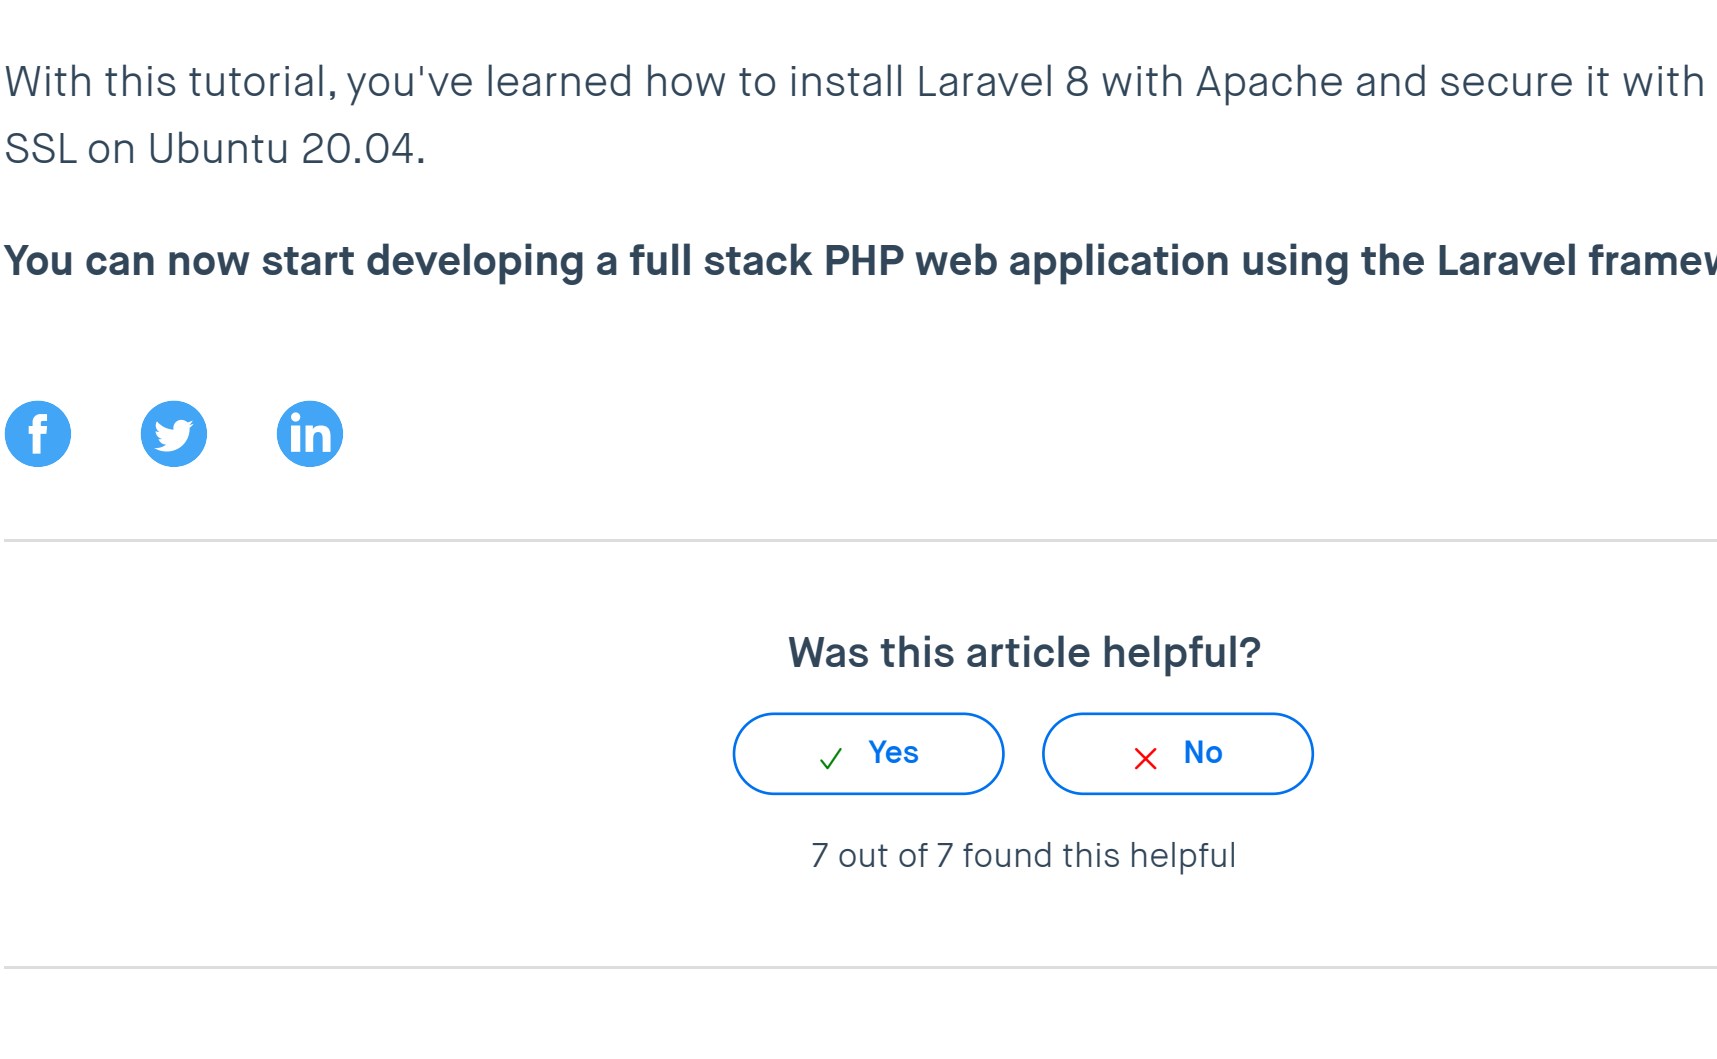 With this tutorial, you've learned how to install Laravel 8 with Apache and secure it with
SSL on Ubuntu 20.04.
You can now start developing a full stack PHP web application using the Laravel
f
in
Was this article helpful?
Yes
No
7 out of 7 found this helpful